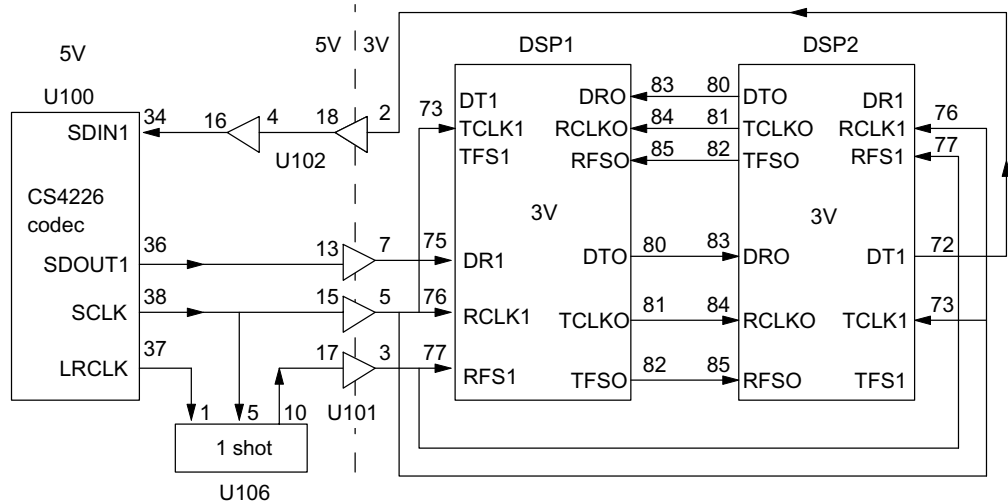 5V 3V
DSP1
DSP2
5V
U100
34
SDIN1
16
4
18
2
U102
73
DT1
TCLK1
TFS1
DRO
RCLKO
RFSO
83 80
84 81
85 82
DTO
TCLKO
TFSO
DR1
RCLK1
RFS1
76
77
CS4226
codec
3V
3V
36
SDOUT1
13
7
75
DR1
DTO
80
83
DRO
DT1
72
38
SCLK
15
5
76
RCLK1
TCLKO
81
84
RCLKO
TCLK1
73
37
LRCLK
17
3
77
RFS1
TFSO
82
85
RFSO
TFS1
1
5
10
U101
1 shot
U106